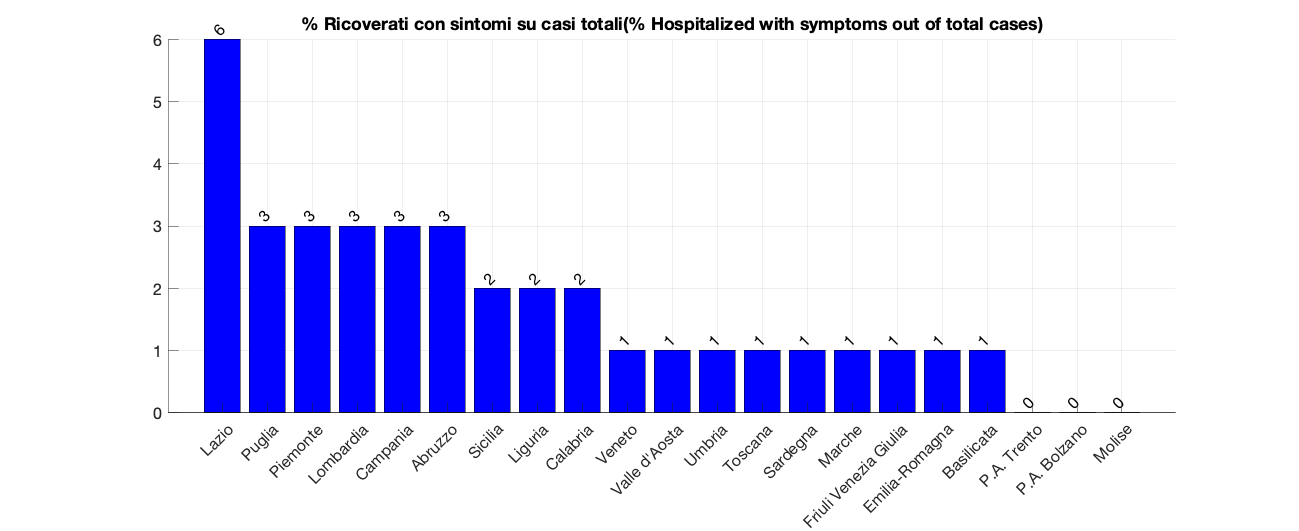 % Ricoverati con sintomi su casi totali(% Hospitalized with symptoms out of total cases)
6
5
4
3
2
1
0
6
3
3
3
3
3
2
2
2
1
1
1
1
1
1
1
1
1
0
0
0
Lazio
Puglia
Piemonte
Lombardia
Campania
Abruzzo
Sicilia
Liguria
Calabria
Veneto
Valle d'Aosta
Umbria
Toscana
Sardegna
Marche
Friuli Venezia Giulia
Emilia-Romagna
Basilicata
P.A. Trento
P.A. Bolzano
Molise